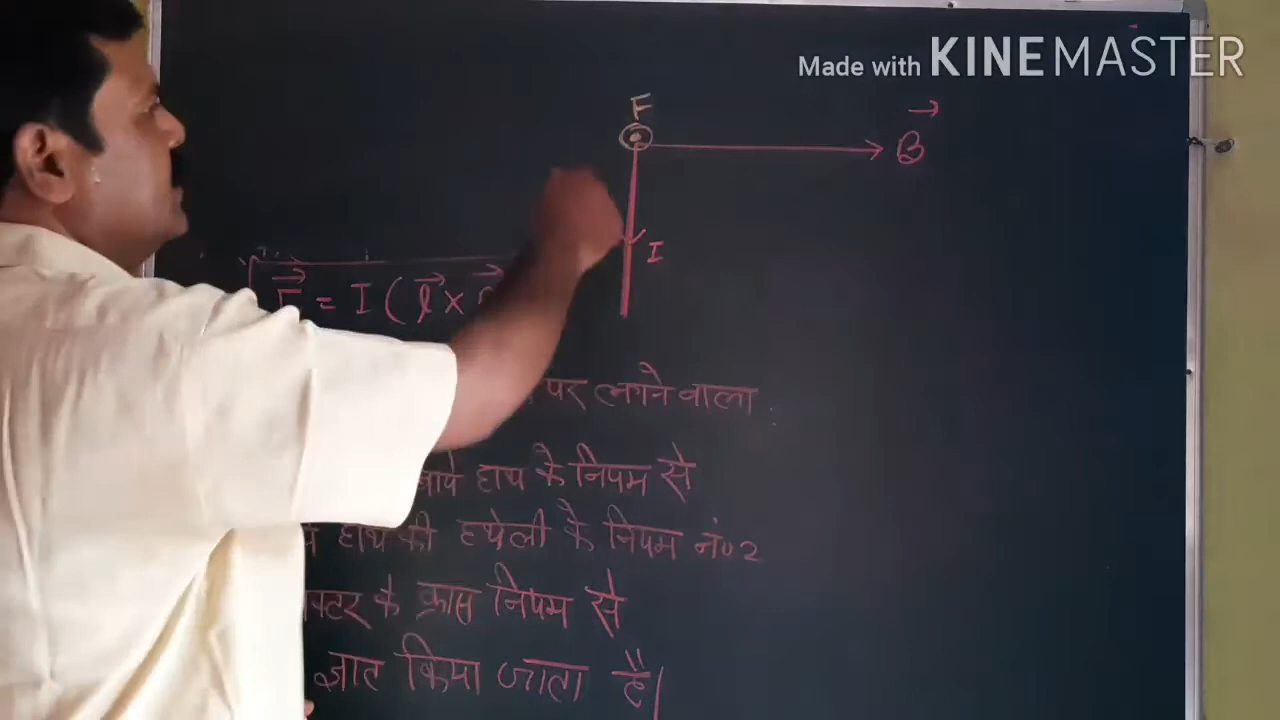 Made with KINEMASTER
F
B
I
= I ( l ×
पर लगने वाला
हाथ के नियम से
हाथ की हथेली के नियम नं० 2
के क्रास नियम से
ज्ञात किया जाता है।